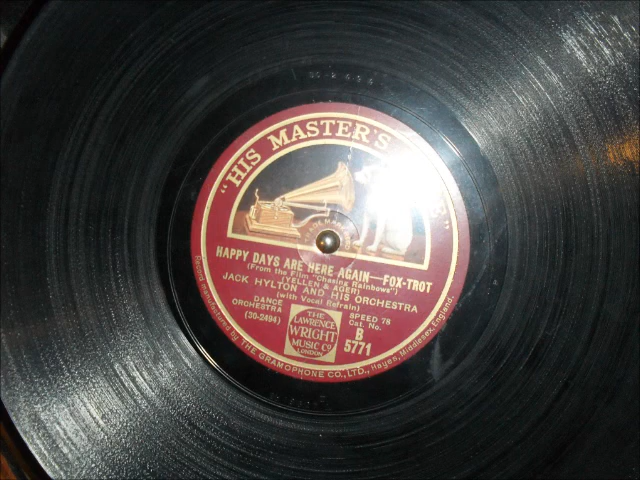 "HIS MASTER'S
TRADE MARK
HAPPY DAYS ARE HERE AGAIN—FOX-TROT
(From the Film "Chasing Rainbows")
(YELLEN & AGER)
JACK HYLTON AND HIS ORCHESTRA
(with Vocal Refrain)
DANCE
ORCHESTRA
(30-2494)
THE
LAWRENCE
WRIGHT
MUSIC Co
LONDON
SPEED 78
Cat. No.
B
5771
Record manufactured by THE GRAMOPHONE CO., LTD., Hayes, Middlesex, England.